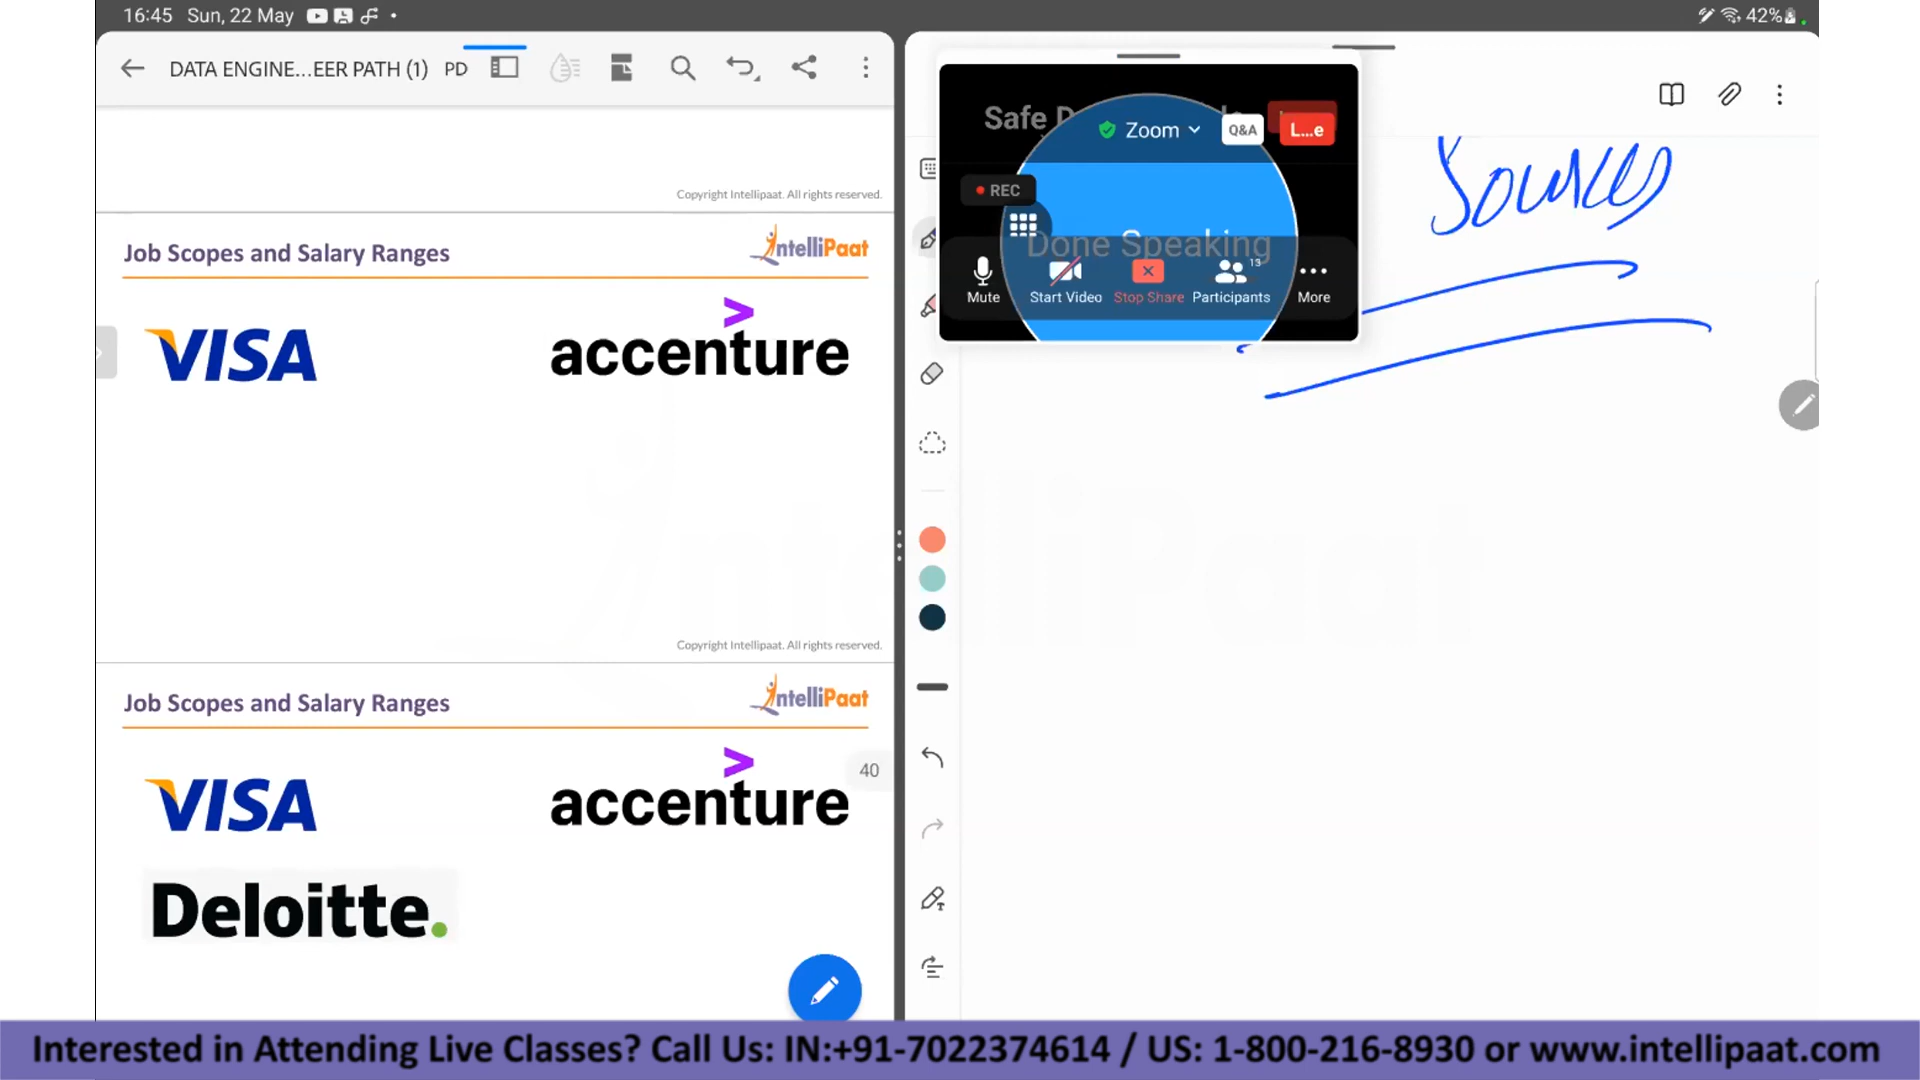 16:45 Sun, 22 May
42%
DATA ENGINE...EER PATH (1) PD
Copyright Intellipaat. All rights reserved.
Job Scopes and Salary Ranges
IntelliPaat
VISA
accenture
Copyright Intellipaat. All rights reserved.
Job Scopes and Salary Ranges
IntelliPaat
VISA
accenture
40
Deloitte.
Safe D
Zoom
Q&A
L...e
REC
Done Speaking
13
Mute
Start Video
Stop Share
Participants
More
Sources
IntelliPaat
Interested in Attending Live Classes? Call Us: IN:+91-7022374614 / US: 1-800-216-8930 or www.intellipaat.com